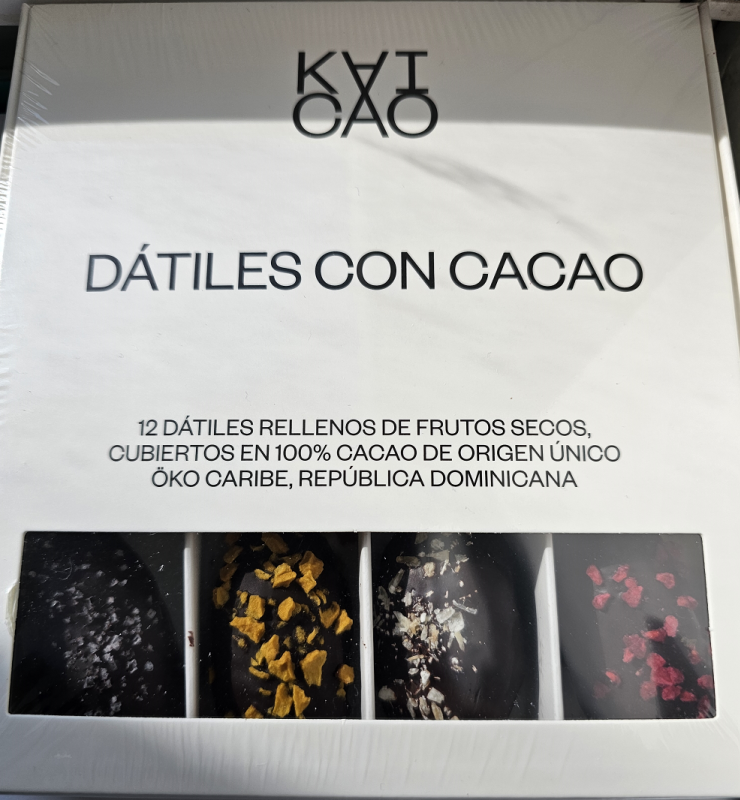 KAI
CAO
DÁTILES CON CACAO
12 DÁTILES RELLENOS DE FRUTOS SECOS,
CUBIERTOS EN 100% CACAO DE ORIGEN ÚNICO
ÖKO CARIBE, REPÚBLICA DOMINICANA